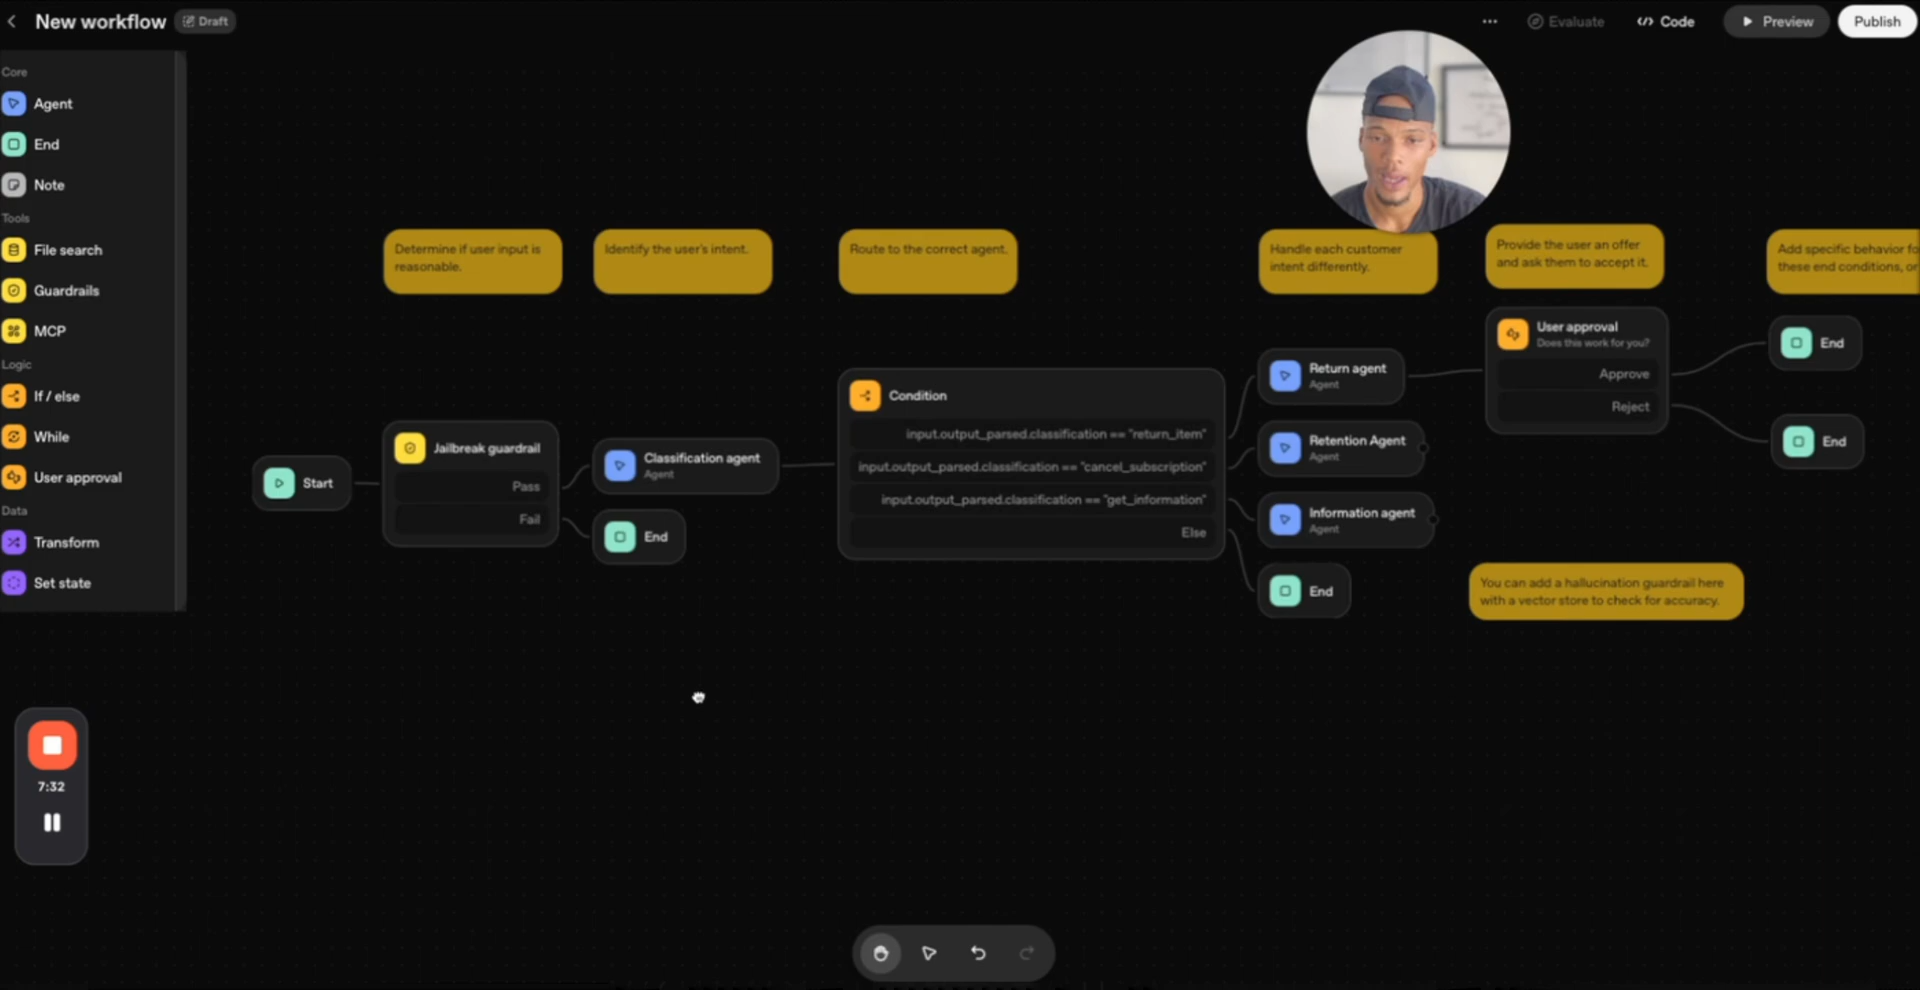 New workflow
Draft
Evaluate
Code
Preview
Publish
Core
Agent
End
Note
Tools
File search
Guardrails
MCP
Logic
If / else
While
User approval
Data
Transform
Set state
Determine if user input is
reasonable.
Identify the user's intent.
Route to the correct agent.
Handle each customer
intent differently.
Provide the user an offer
and ask them to accept it.
Add specific behavior fo
these end conditions, or
Start
Jailbreak guardrail
Pass
Fail
Classification agent
Agent
End
Condition
input.output_parsed.classification == "return_item"
input.output_parsed.classification == "cancel_subscription"
input.output_parsed.classification == "get_information"
Else
Return agent
Agent
Retention Agent
Agent
Information agent
Agent
End
User approval
Does this work for you?
Approve
Reject
End
End
You can add a hallucination guardrail here
with a vector store to check for accuracy.
7:32